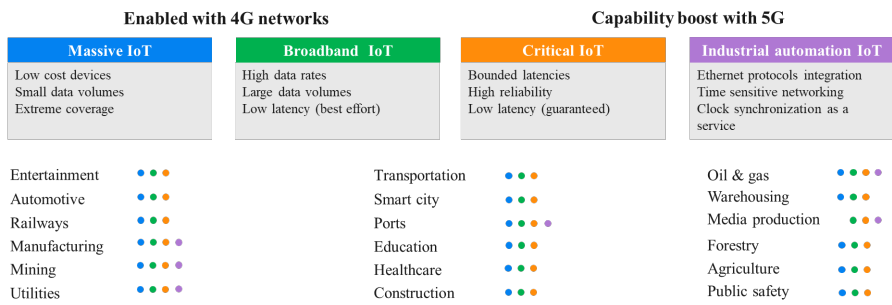 Enabled with 4G networks
Capability boost with 5G
Massive IoT
Low cost devices
Small data volumes
Extreme coverage
Broadband IoT
High data rates
Large data volumes
Low latency (best effort)
Critical IoT
Bounded latencies
High reliability
Low latency (guaranteed)
Industrial automation IoT
Ethernet protocols integration
Time sensitive networking
Clock synchronization as a
service
Entertainment
Automotive
Railways
Manufacturing
Mining
Utilities
Transportation
Smart city
Ports
Education
Healthcare
Construction
Oil & gas
Warehousing
Media production
Forestry
Agriculture
Public safety